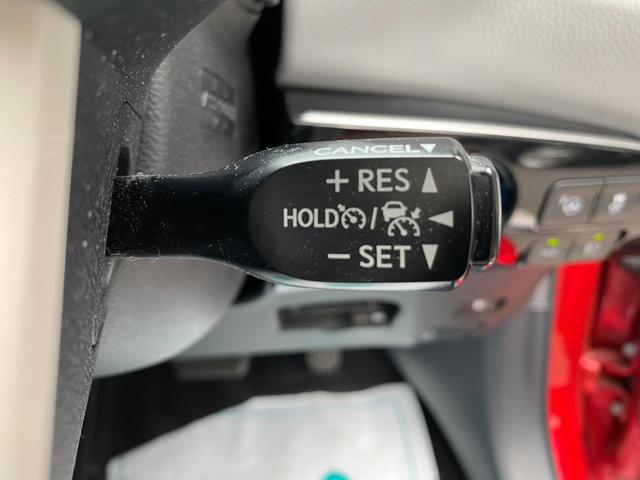 CANCEL▼
+ RES ▲
HOLD / ◄
− SET ▼